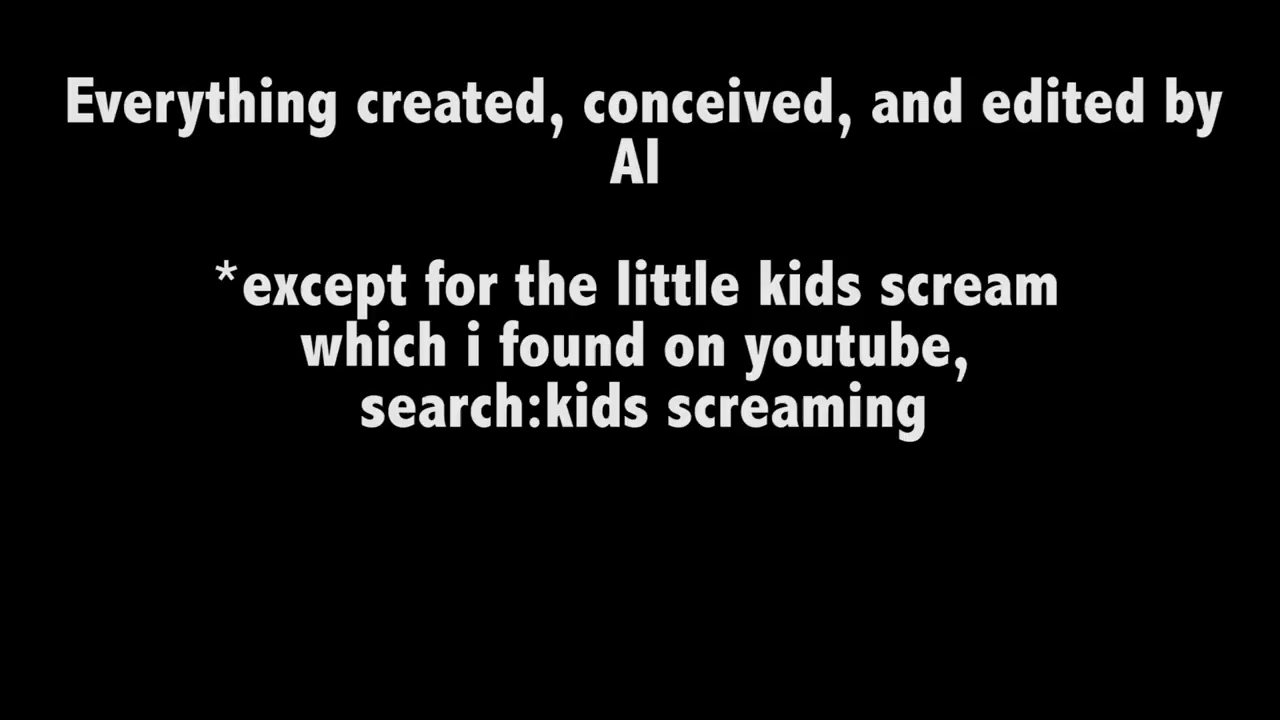 Everything created, conceived, and edited by
AI
*except for the little kids scream
which i found on youtube,
search:kids screaming